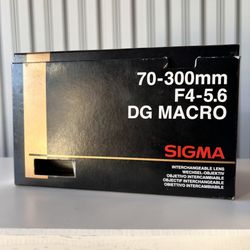 70-300mm
F4-5.6
DG MACRO
SIGMA
INTERCHANGEABLE LENS
WECHSEL-OBJEKTIV
OBJETIVO INTERCAMBIABLE
OBJECTIF INTERCHANGEABLE
OBIETTIVO INTERCAMBIABILE